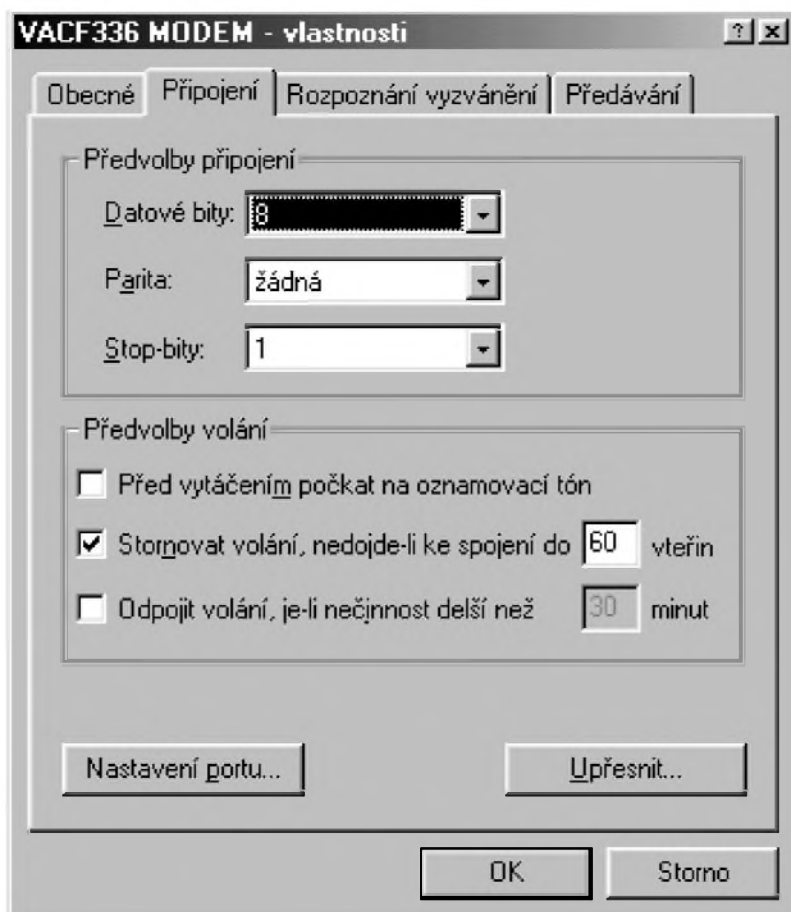 VACF336 MODEM - vlastnosti
Obecné Připojení Rozpoznání vyzvánění Předávání
Předvolby připojení
Datové bity: 8
Parita: žádná
Stop-bity: 1
Předvolby volání
Před vytáčením počkat na oznamovací tón
Stornovat volání, nedojde-li ke spojení do 60 vteřin
Odpojit volání, je-li nečinnost delší než 30 minut
Nastavení portu... Upřesnit...
OK Storno